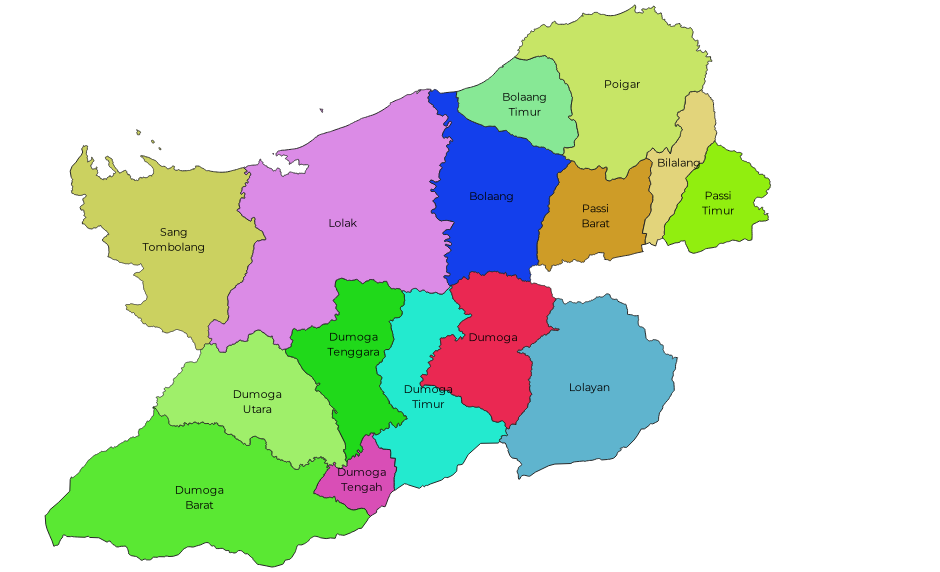 Poigar
Bolaang
Timur
Bilalang
Bolaang
Passi
Timur
Passi
Barat
Lolak
Sang
Tombolang
Dumoga
Tenggara
Dumoga
Dumoga
Timur
Lolayan
Dumoga
Utara
Dumoga
Tengah
Dumoga
Barat